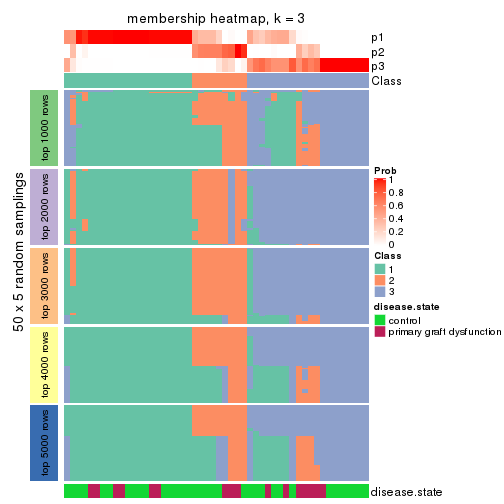 membership heatmap, k = 3
p1
p2
p3
Class
50 x 5 random samplings
top 1000 rows
top 2000 rows
top 3000 rows
top 4000 rows
top 5000 rows
Prob
1
0.8
0.6
0.4
0.2
0
Class
1
2
3
disease.state
control
primary graft dysfunction
disease.state